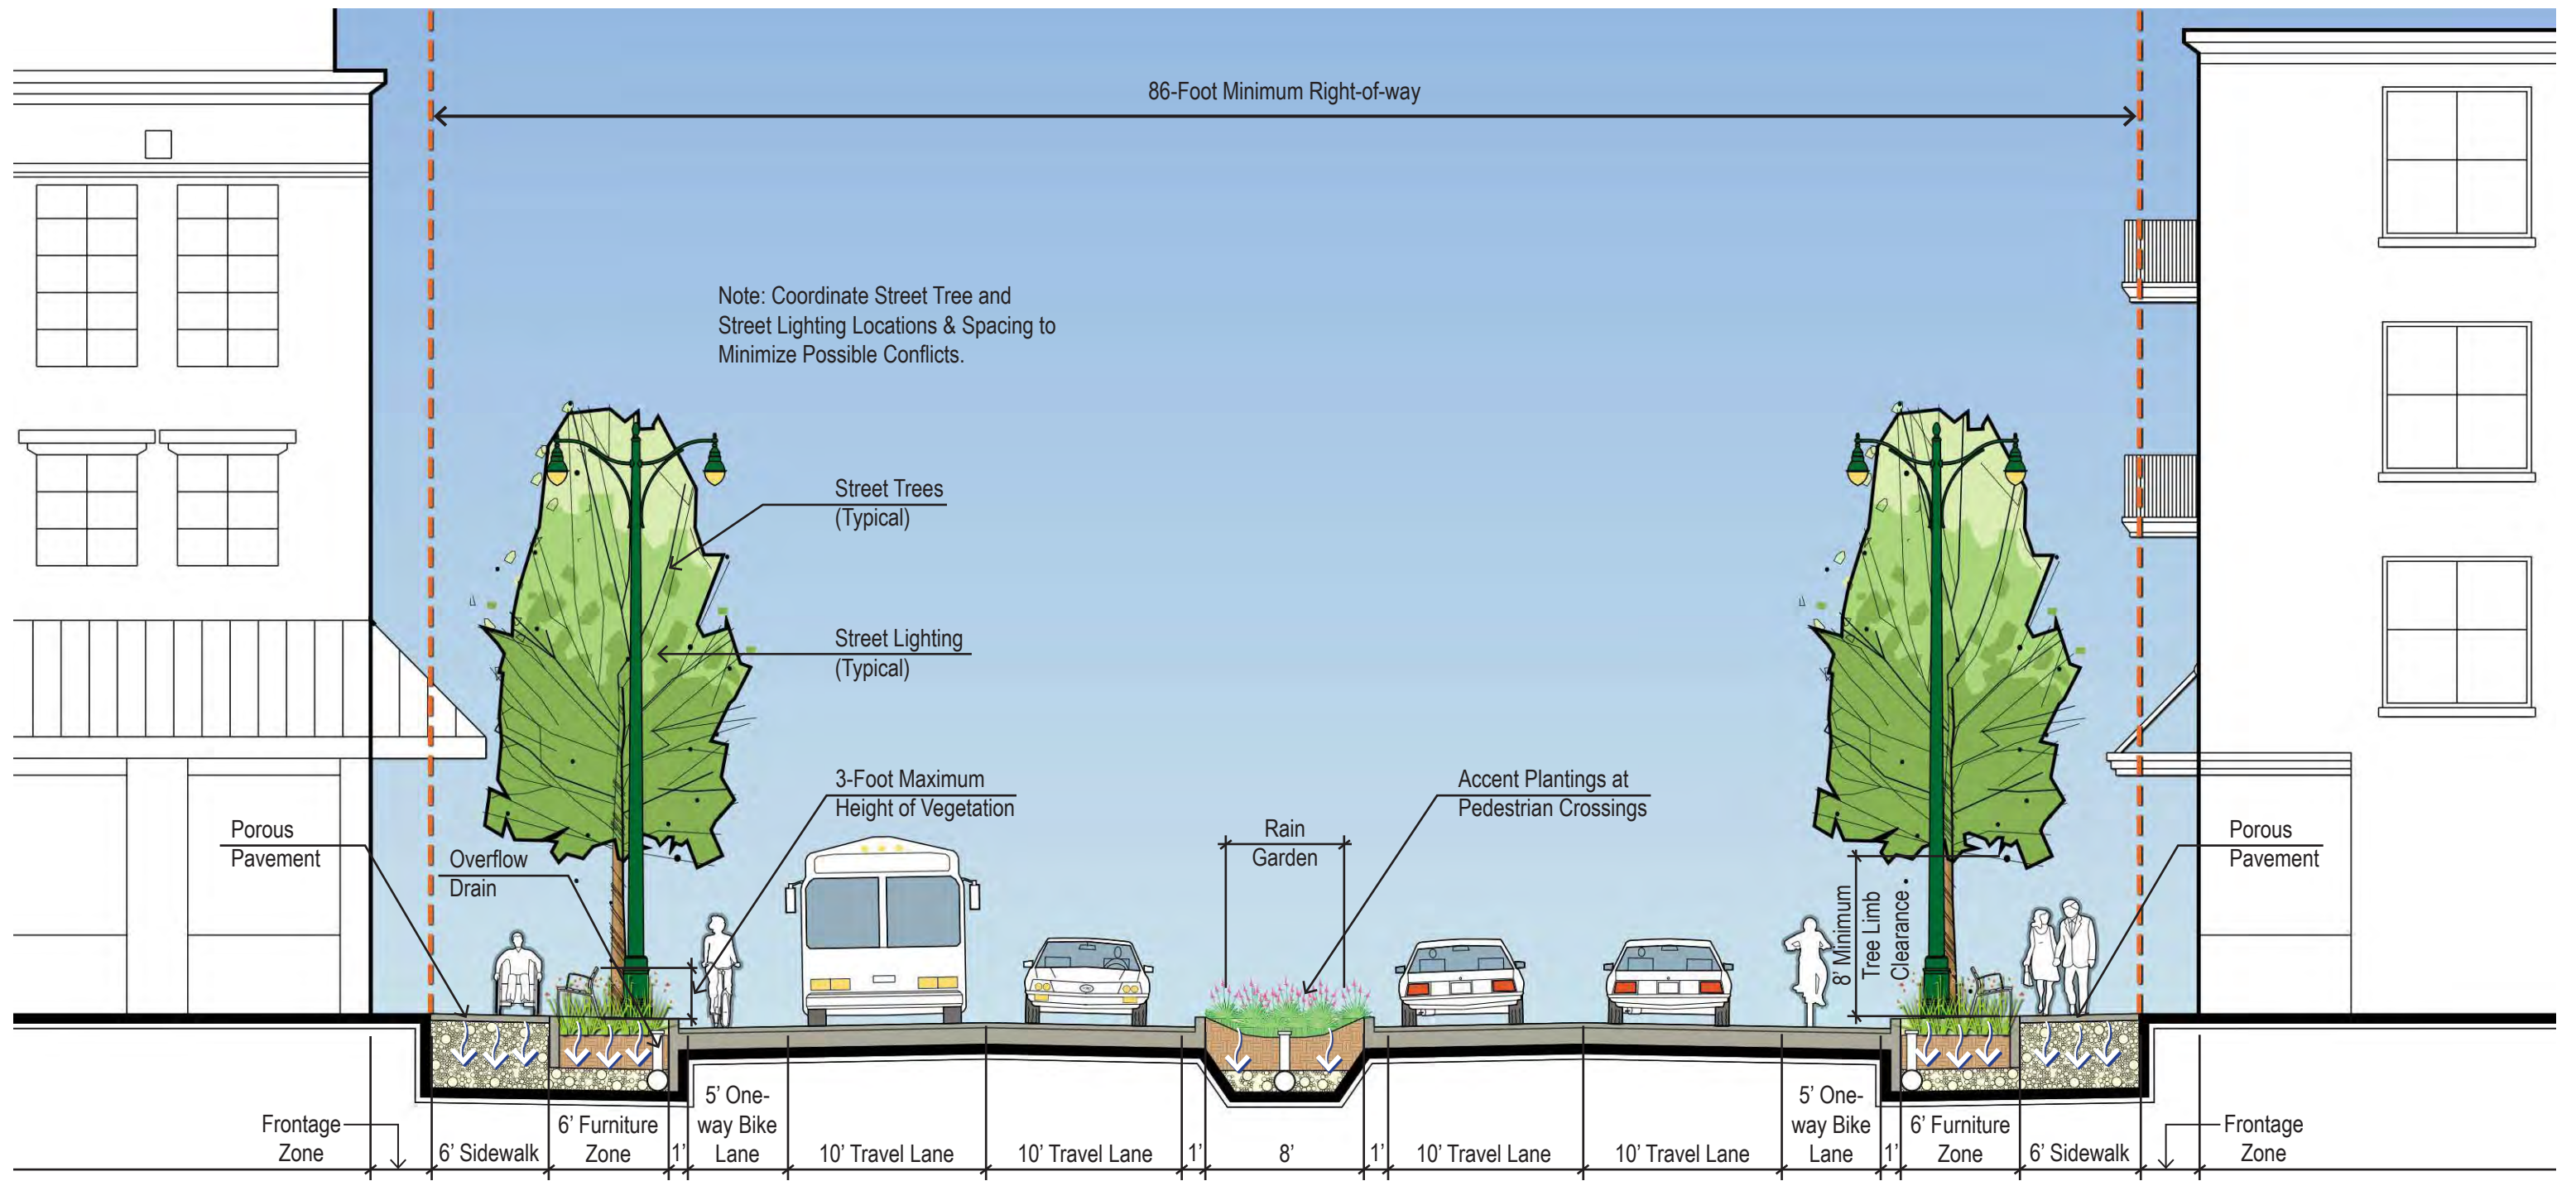 86-Foot Minimum Right-of-way
Note: Coordinate Street Tree and
Street Lighting Locations & Spacing to
Minimize Possible Conflicts.
Street Trees
(Typical)
Street Lighting
(Typical)
3-Foot Maximum
Height of Vegetation
Accent Plantings at
Pedestrian Crossings
Rain
Garden
Porous
Pavement
Overflow
Drain
8’ Minimum
Tree Limb
Clearance
Porous
Pavement
Frontage
Zone
6’ Sidewalk
6’ Furniture
Zone
1’
5’ One-
way Bike
Lane
10’ Travel Lane
10’ Travel Lane
1’
8’
1’
10’ Travel Lane
10’ Travel Lane
5’ One-
way Bike
Lane
1’
6’ Furniture
Zone
6’ Sidewalk
Frontage
Zone